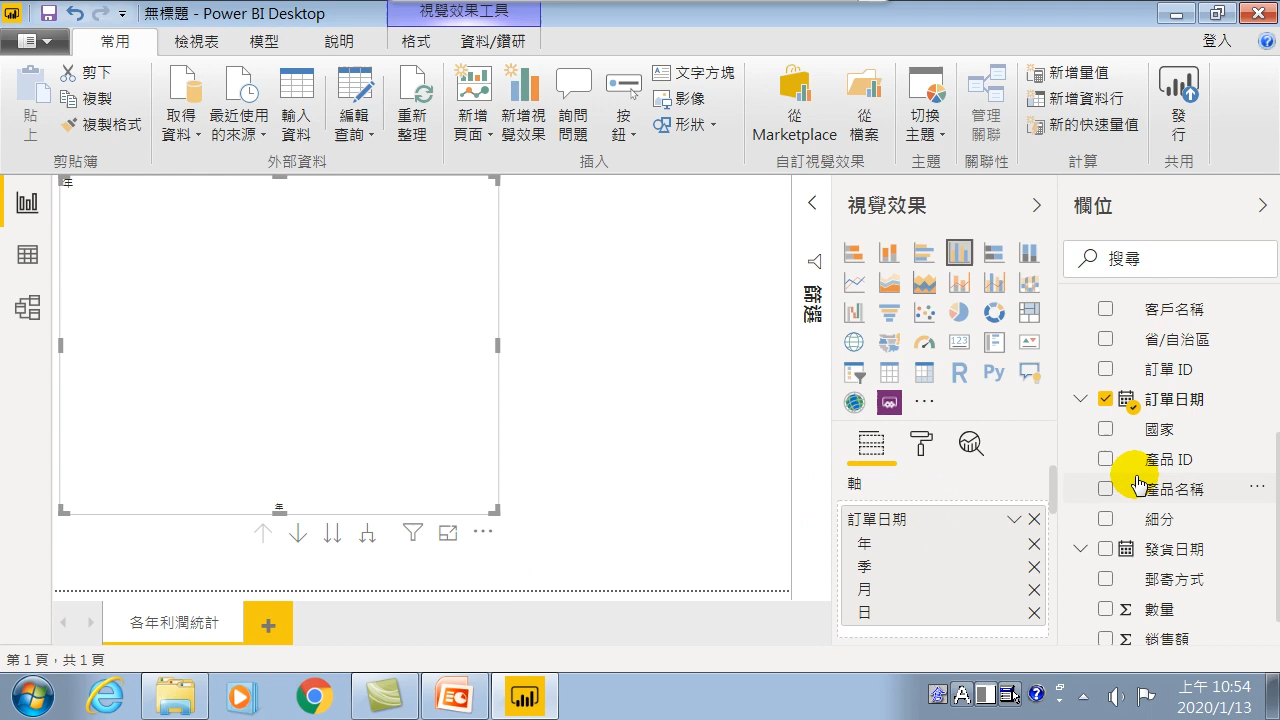 無標題 - Power BI Desktop
視覺效果工具
常用 檢視表 模型 說明 格式 資料/鑽研 登入
貼上 剪下 複製 複製格式
取得資料 最近使用的來源 輸入資料 編輯查詢 重新整理
新增頁面 新增視覺效果 詢問問題 按鈕 文字方塊 影像 形狀
從 Marketplace 從檔案 切換主題 管理關聯
新增量值 新增資料行 新的快速量值 發行
剪貼簿 外部資料 插入 自訂視覺效果 主題 關聯性 計算 共用
年
年
篩選
視覺效果
123
R Py
軸
訂單日期
年
季
月
日
欄位
搜尋
客戶名稱
省/自治區
訂單 ID
訂單日期
國家
產品 ID
產品名稱
細分
發貨日期
郵寄方式
Σ 數量
Σ 銷售額
各年利潤統計
第 1 頁，共 1 頁
上午 10:54
2020/1/13